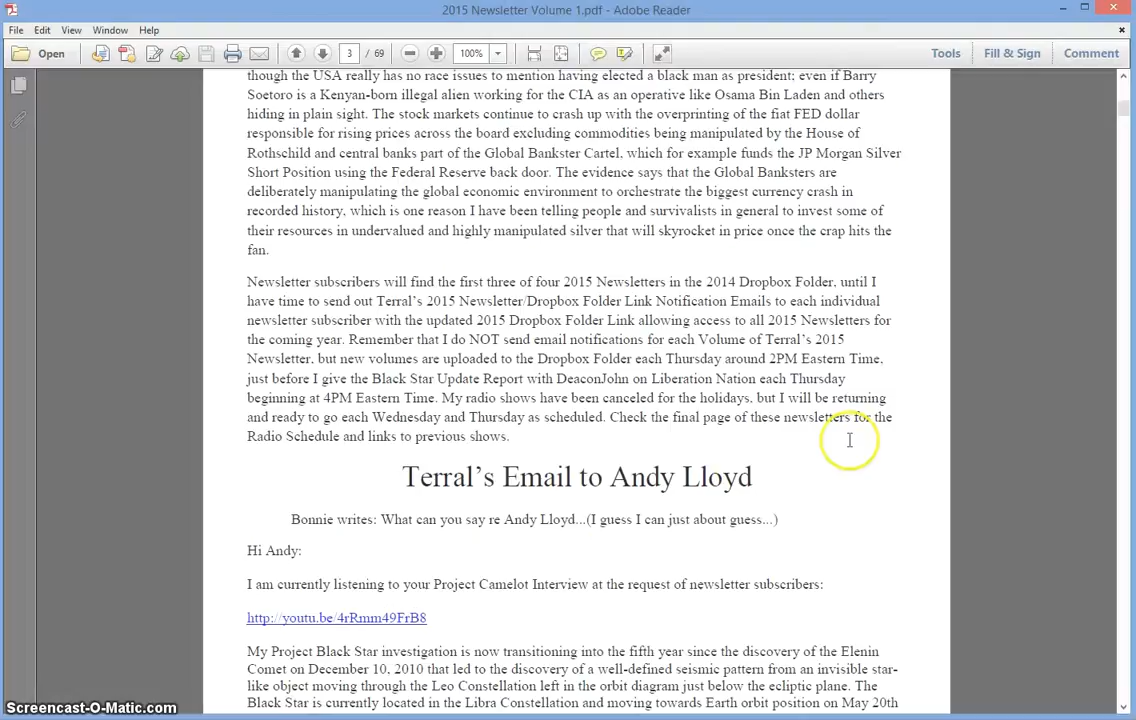 2015 Newsletter Volume 1.pdf - Adobe Reader
File Edit View Window Help
Open 3 / 69 100% Tools Fill & Sign Comment
though the USA really has no race issues to mention having elected a black man as president; even if Barry
Soetoro is a Kenyan-born illegal alien working for the CIA as an operative like Osama Bin Laden and others
hiding in plain sight. The stock markets continue to crash up with the overprinting of the fiat FED dollar
responsible for rising prices across the board excluding commodities being manipulated by the House of
Rothschild and central banks part of the Global Bankster Cartel, which for example funds the JP Morgan Silver
Short Position using the Federal Reserve back door. The evidence says that the Global Banksters are
deliberately manipulating the global economic environment to orchestrate the biggest currency crash in
recorded history, which is one reason I have been telling people and survivalists in general to invest some of
their resources in undervalued and highly manipulated silver that will skyrocket in price once the crap hits the
fan.
Newsletter subscribers will find the first three of four 2015 Newsletters in the 2014 Dropbox Folder, until I
have time to send out Terral's 2015 Newsletter/Dropbox Folder Link Notification Emails to each individual
newsletter subscriber with the updated 2015 Dropbox Folder Link allowing access to all 2015 Newsletters for
the coming year. Remember that I do NOT send email notifications for each Volume of Terral's 2015
Newsletter, but new volumes are uploaded to the Dropbox Folder each Thursday around 2PM Eastern Time,
just before I give the Black Star Update Report with DeaconJohn on Liberation Nation each Thursday
beginning at 4PM Eastern Time. My radio shows have been canceled for the holidays, but I will be returning
and ready to go each Wednesday and Thursday as scheduled. Check the final page of these newsletters for the
Radio Schedule and links to previous shows.
Terral's Email to Andy Lloyd
Bonnie writes: What can you say re Andy Lloyd...(I guess I can just about guess...)
Hi Andy:
I am currently listening to your Project Camelot Interview at the request of newsletter subscribers:
http://youtu.be/4rRmm49FrB8
My Project Black Star investigation is now transitioning into the fifth year since the discovery of the Elenin
Comet on December 10, 2010 that led to the discovery of a well-defined seismic pattern from an invisible star-
like object moving through the Leo Constellation left in the orbit diagram just below the ecliptic plane. The
Black Star is currently located in the Libra Constellation and moving towards Earth orbit position on May 20th
Screencast-O-Matic.com